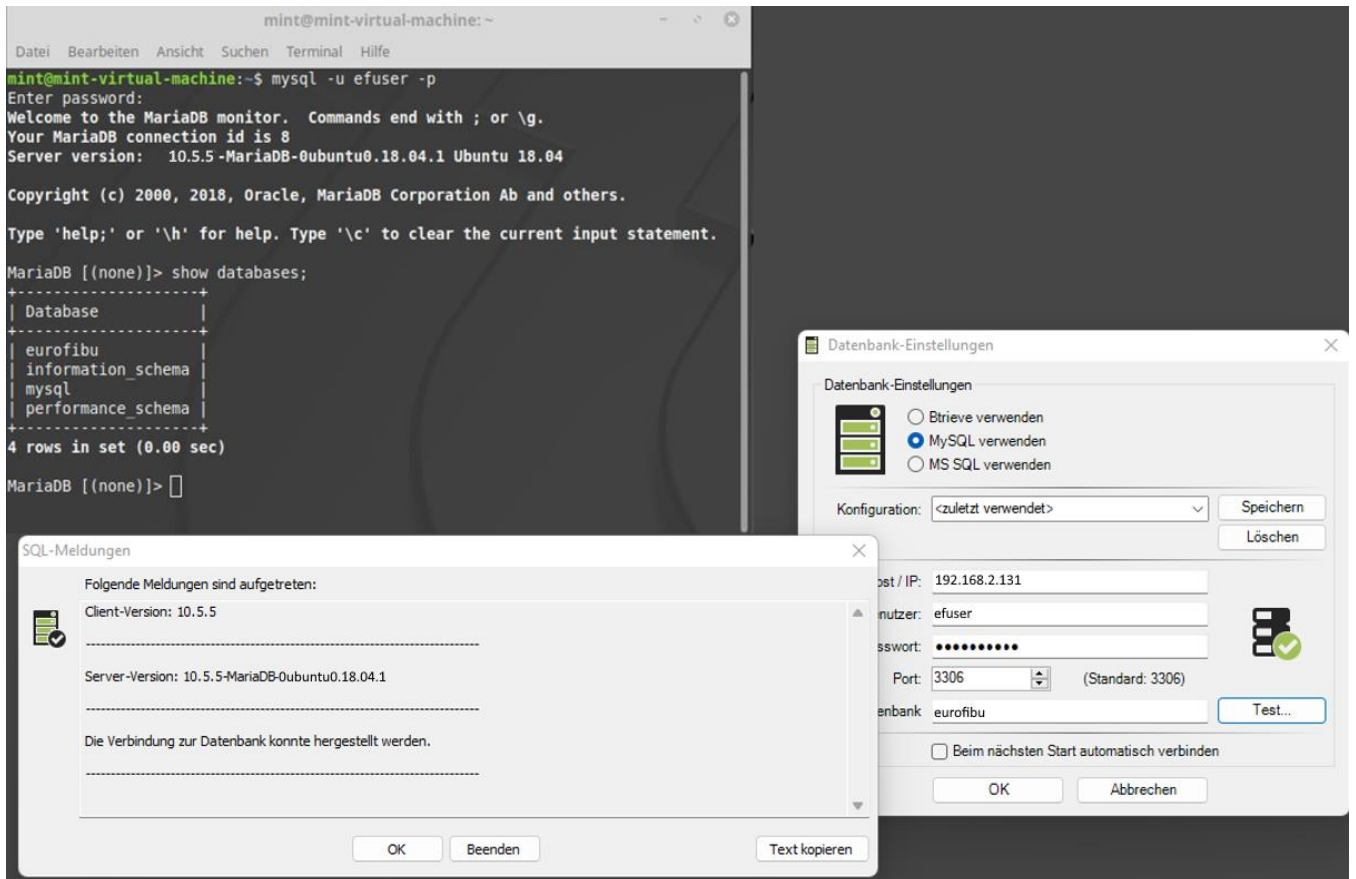 mint@mint-virtual-machine: ~
Datei Bearbeiten Ansicht Suchen Terminal Hilfe
mint@mint-virtual-machine:~$ mysql -u efuser -p
Enter password:
Welcome to the MariaDB monitor.  Commands end with ; or \g.
Your MariaDB connection id is 8
Server version:   10.5.5 -MariaDB-0ubuntu0.18.04.1 Ubuntu 18.04
Copyright (c) 2000, 2018, Oracle, MariaDB Corporation Ab and others.
Type 'help;' or '\h' for help. Type '\c' to clear the current input statement.
MariaDB [(none)]> show databases;
+--------------------+
| Database           |
+--------------------+
| eurofibu           |
| information_schema |
| mysql              |
| performance_schema |
+--------------------+
4 rows in set (0.00 sec)
MariaDB [(none)]>
Datenbank-Einstellungen
Datenbank-Einstellungen
Btrieve verwenden
MySQL verwenden
MS SQL verwenden
Konfiguration: <zuletzt verwendet> Speichern
Löschen
ost / IP: 192.168.2.131
nutzer: efuser
sswort: ●●●●●●●●●●
Port: 3306 (Standard: 3306)
enbank eurofibu Test...
Beim nächsten Start automatisch verbinden
OK Abbrechen
SQL-Meldungen
Folgende Meldungen sind aufgetreten:
Client-Version: 10.5.5
-------------------------------------------------------------------------------
Server-Version: 10.5.5-MariaDB-0ubuntu0.18.04.1
-------------------------------------------------------------------------------
Die Verbindung zur Datenbank konnte hergestellt werden.
-------------------------------------------------------------------------------
OK Beenden Text kopieren